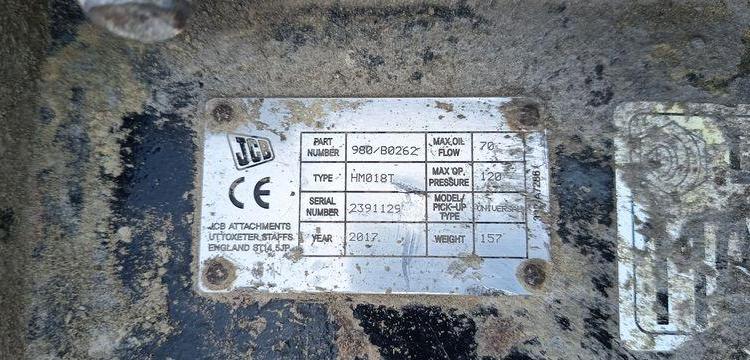 JCB
CE
JCB ATTACHMENTS
UTTOXETER, STAFFS
ENGLAND ST14 5JP
PART NUMBER 980/B0262 MAX.OIL FLOW 70
TYPE HM018T MAX OP. PRESSURE 120
SERIAL NUMBER 2391129 MODEL/ PICK-UP TYPE UNIVERSAL
YEAR 2017 WEIGHT 157